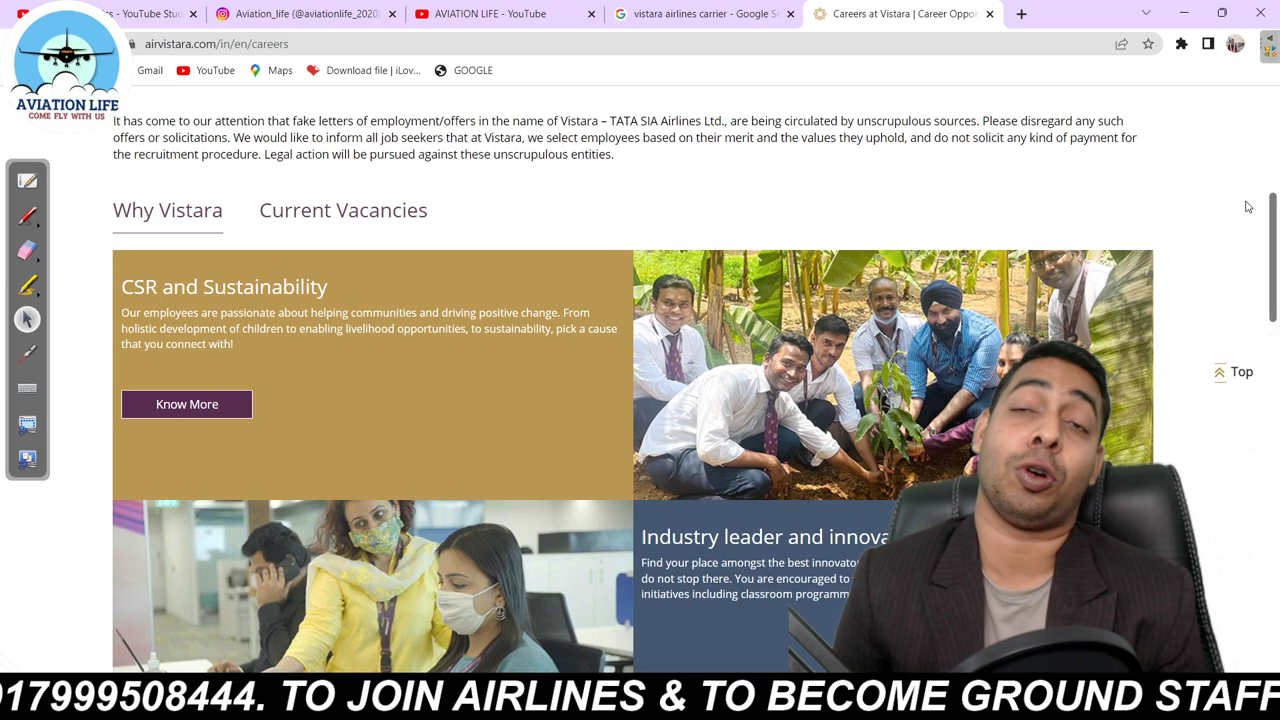 s - YouTube Stu
Aviation_life (@aviationlife_2020)
AVIATION LIFE - YouTube
vistara airlines carrier - Google Se
Careers at Vistara | Career Oppor
airvistara.com/in/en/careers
Gmail
YouTube
Maps
Download file | iLov...
GOOGLE
AVIATION LIFE
COME FLY WITH US
It has come to our attention that fake letters of employment/offers in the name of Vistara – TATA SIA Airlines Ltd., are being circulated by unscrupulous sources. Please disregard any such
offers or solicitations. We would like to inform all job seekers that at Vistara, we select employees based on their merit and the values they uphold, and do not solicit any kind of payment for
the recruitment procedure. Legal action will be pursued against these unscrupulous entities.
Why Vistara
Current Vacancies
CSR and Sustainability
Our employees are passionate about helping communities and driving positive change. From
holistic development of children to enabling livelihood opportunities, to sustainability, pick a cause
that you connect with!
Know More
Top
Industry leader and innova
Find your place amongst the best innovato
do not stop there. You are encouraged to
initiatives including classroom programm
017999508444. TO JOIN AIRLINES & TO BECOME GROUND STAFF